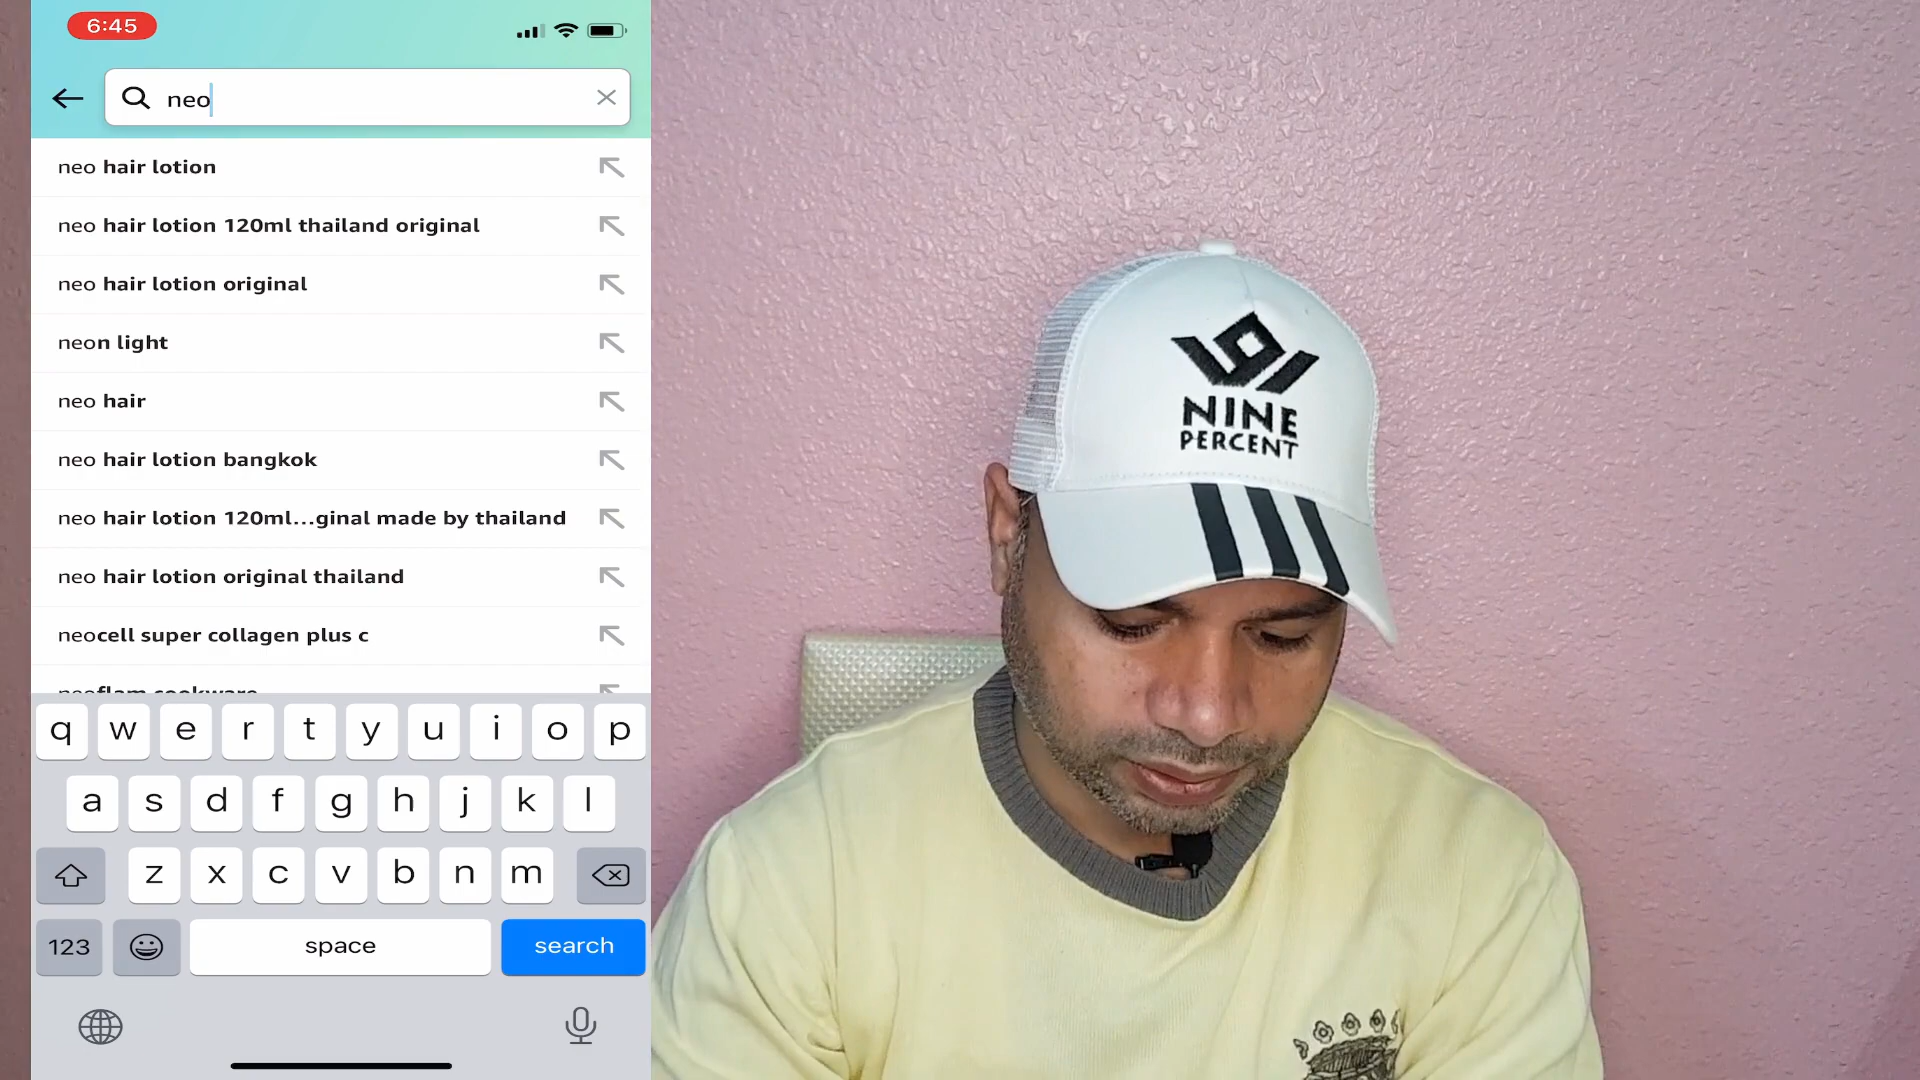 6:45
neo
neo hair lotion
neo hair lotion 120ml thailand original
neo hair lotion original
neon light
neo hair
neo hair lotion bangkok
neo hair lotion 120ml...ginal made by thailand
neo hair lotion original thailand
neocell super collagen plus c
neoflam cookware
q w e r t y u i o p
a s d f g h j k l
z x c v b n m
123 space search
NINE
PERCENT